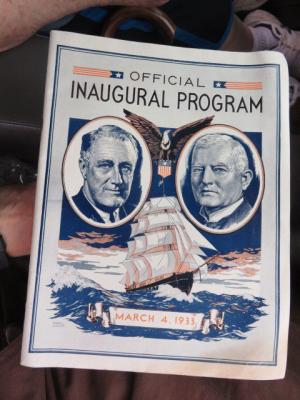 OFFICIAL
INAUGURAL PROGRAM
MARCH 4, 1933